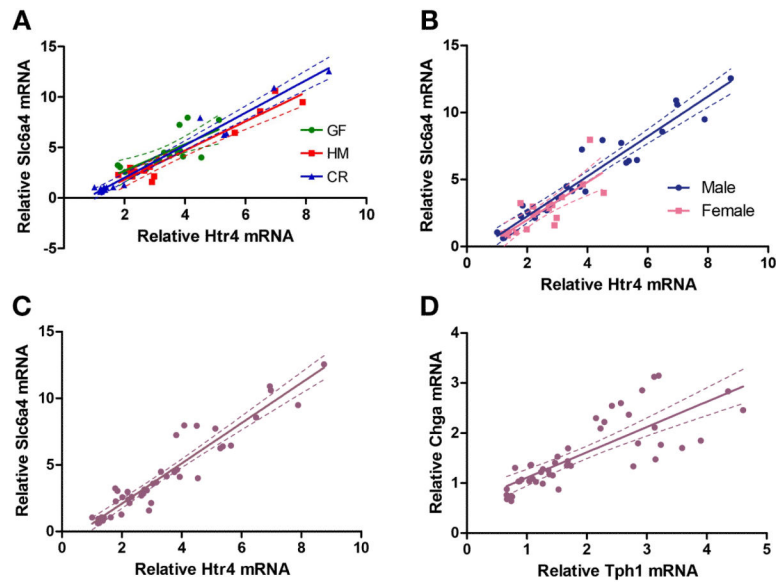 A
Relative Slc6a4 mRNA
15
10
5
0
-5
2
4
6
8
10
GF
HM
CR
Relative Htr4 mRNA
B
Relative Slc6a4 mRNA
15
10
5
0
0
2
4
6
8
10
Male
Female
Relative Htr4 mRNA
C
Relative Slc6a4 mRNA
15
10
5
0
0
2
4
6
8
10
Relative Htr4 mRNA
D
Relative Chga mRNA
4
3
2
1
0
0
1
2
3
4
5
Relative Tph1 mRNA